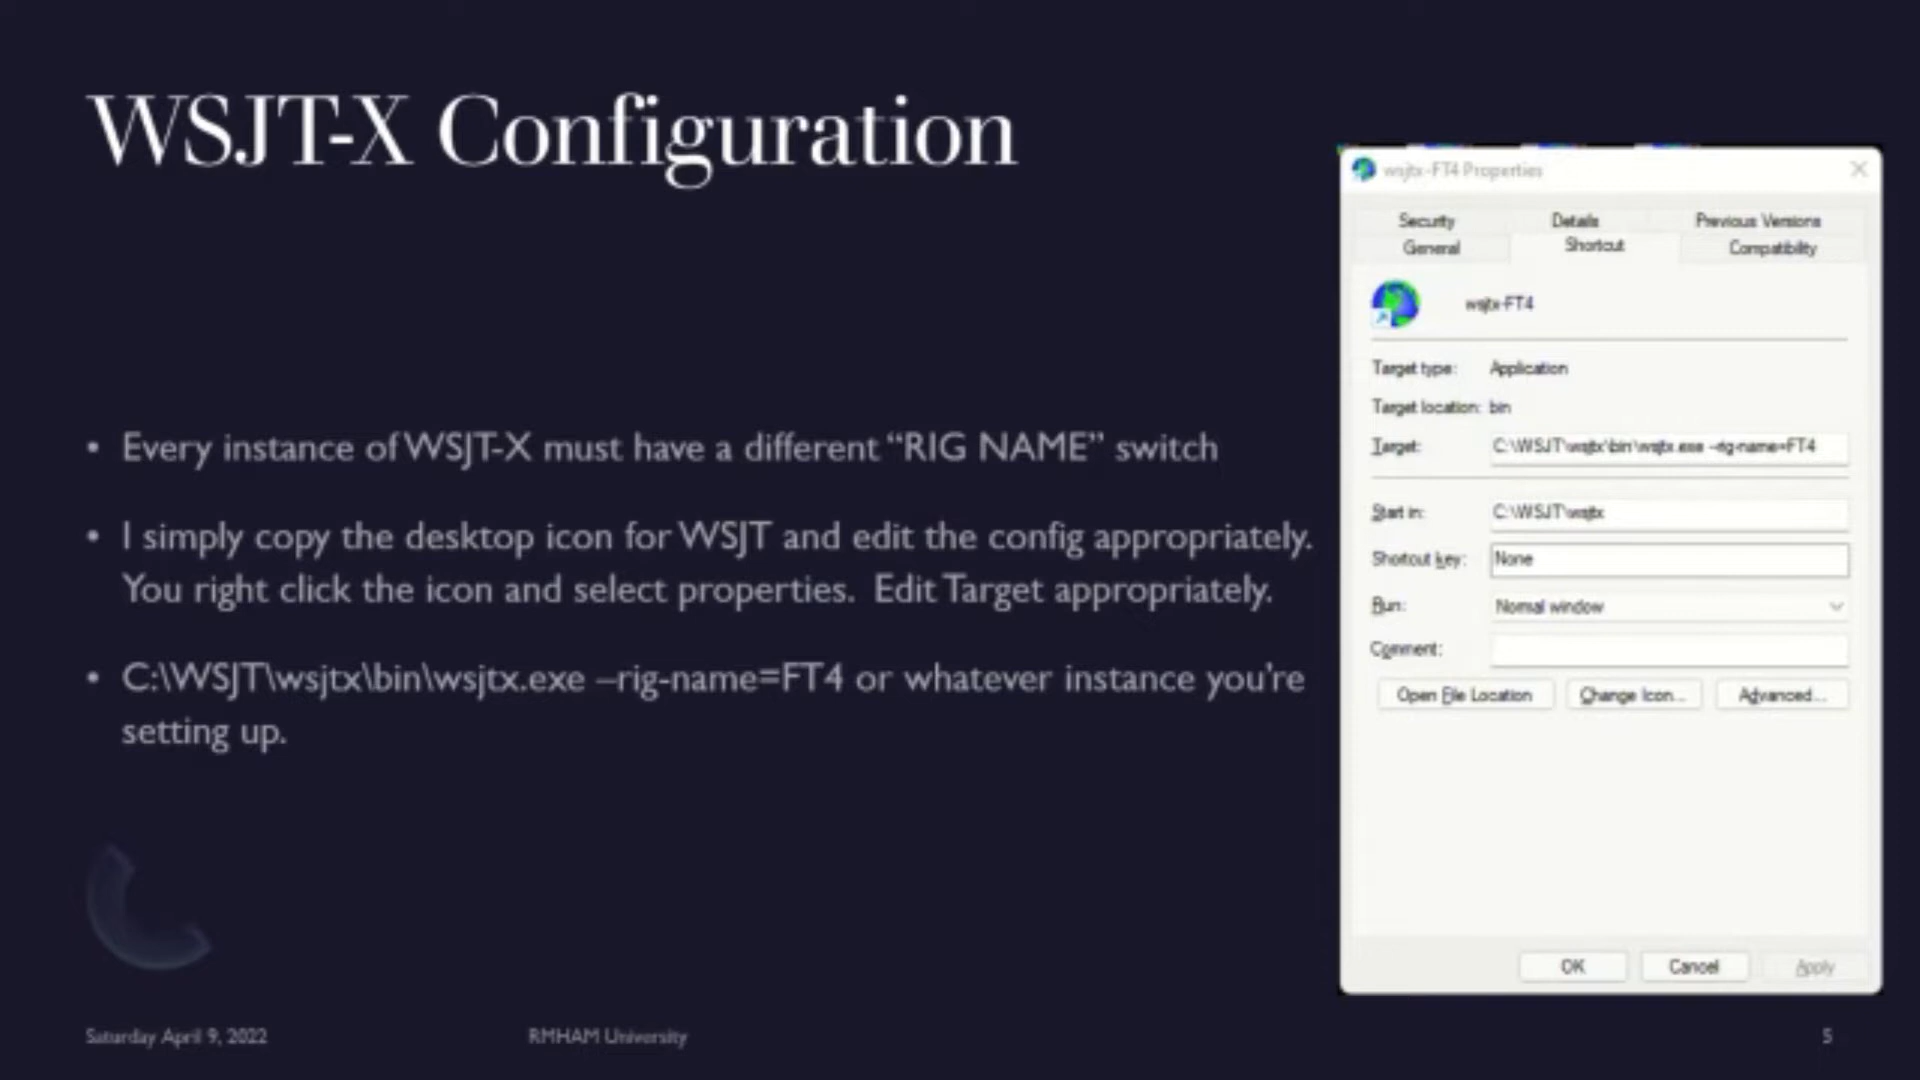 WSJT-X Configuration
• Every instance of WSJT-X must have a different “RIG NAME” switch
• I simply copy the desktop icon for WSJT and edit the config appropriately.
You right click the icon and select properties. Edit Target appropriately.
• C:\WSJT\wsjtx\bin\wsjtx.exe –rig-name=FT4 or whatever instance you’re
setting up.
wsjtx-FT4 Properties
Security Details Previous Versions
General Shortcut Compatibility
wsjtx-FT4
Target type: Application
Target location: bin
Target: C:\WSJT\wsjtx\bin\wsjtx.exe --rig-name=FT4
Start in: C:\WSJT\wsjtx
Shortcut key: None
Run: Normal window
Comment:
Open File Location Change Icon... Advanced...
OK Cancel Apply
Saturday April 9, 2022 RMHAM University 5